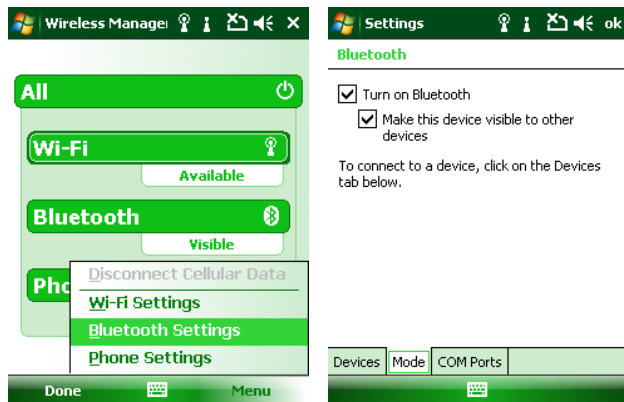 Wireless Manager
All
Wi-Fi
Available
Bluetooth
Visible
Pho
Disconnect Cellular Data
Wi-Fi Settings
Bluetooth Settings
Phone Settings
Done
Menu
Settings
ok
Bluetooth
Turn on Bluetooth
Make this device visible to other
devices
To connect to a device, click on the Devices
tab below.
Devices Mode COM Ports